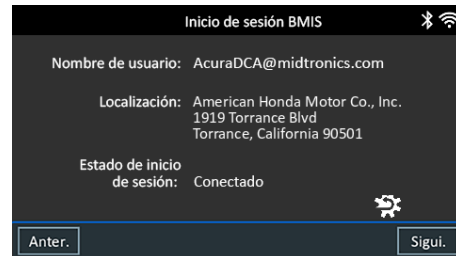 Inicio de sesión BMIS
Nombre de usuario: AcuraDCA@midtronics.com
Localización: American Honda Motor Co., Inc.
1919 Torrance Blvd
Torrance, California 90501
Estado de inicio
de sesión: Conectado
Anter. Sigui.